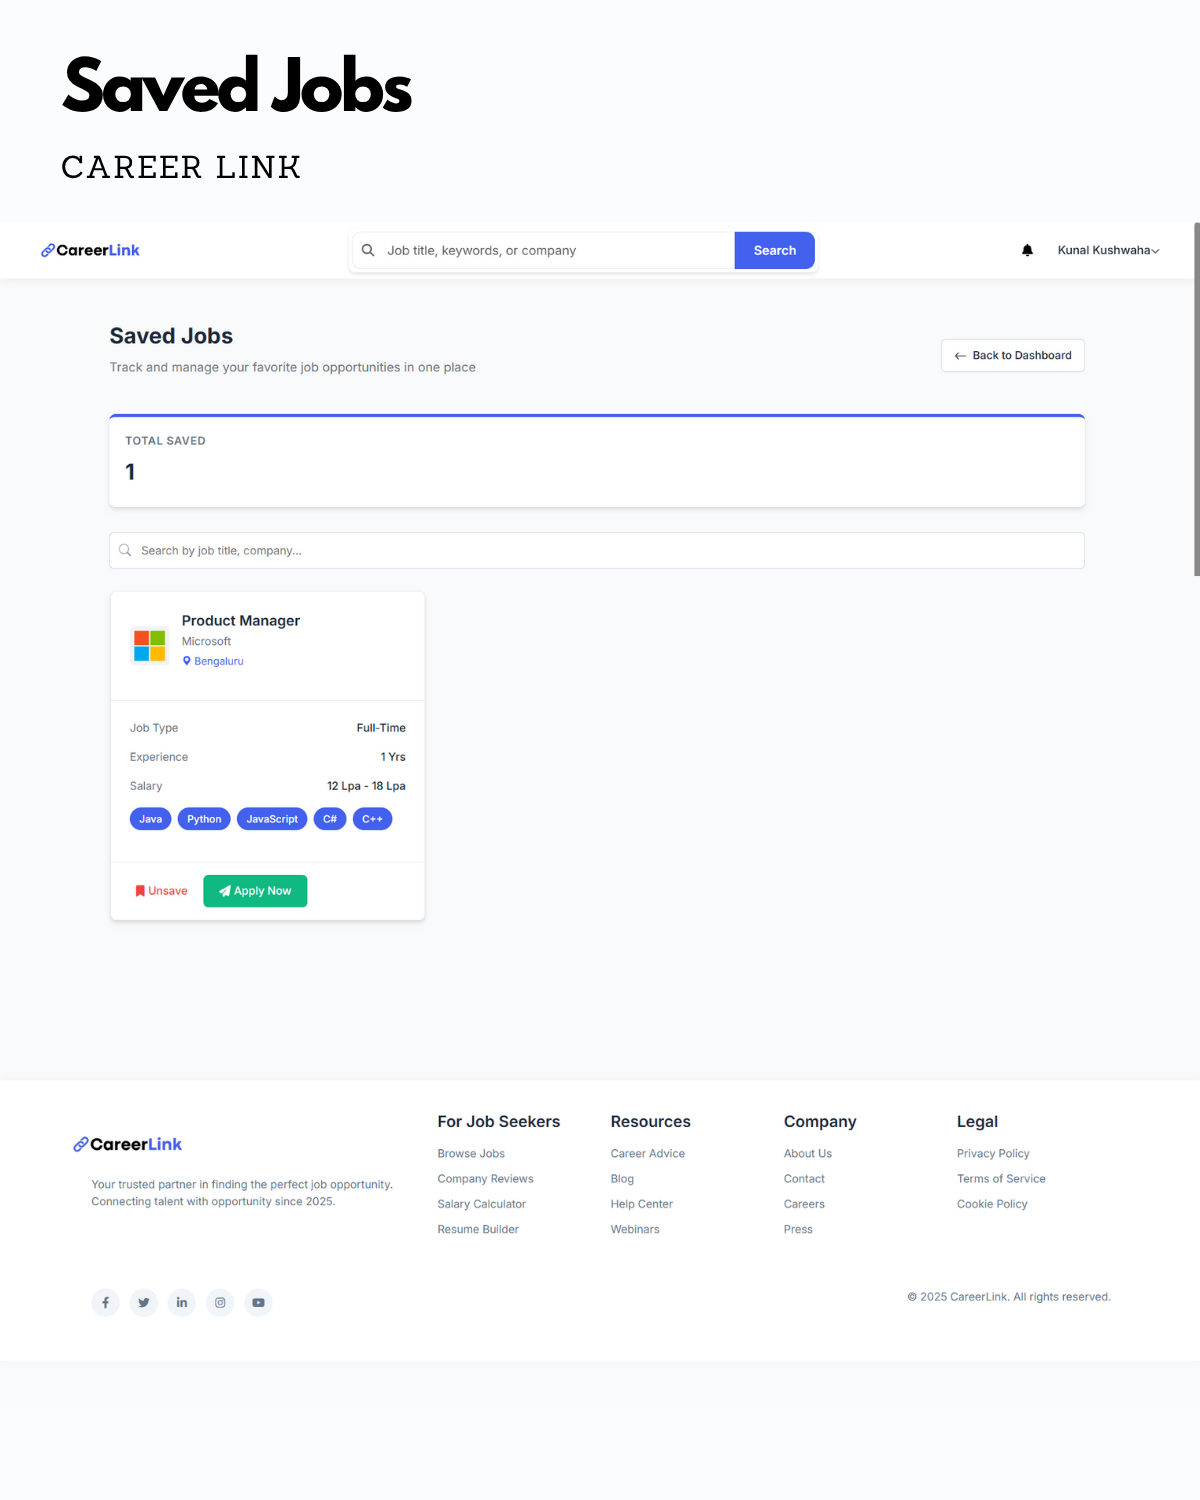 Saved Jobs
CAREER LINK
CareerLink
Job title, keywords, or company
Search
Kunal Kushwaha
Saved Jobs
Track and manage your favorite job opportunities in one place
Back to Dashboard
TOTAL SAVED
1
Search by job title, company...
Product Manager
Microsoft
Bengaluru
Job Type Full-Time
Experience 1 Yrs
Salary 12 Lpa - 18 Lpa
Java Python JavaScript C# C++
Unsave Apply Now
CareerLink
Your trusted partner in finding the perfect job opportunity.
Connecting talent with opportunity since 2025.
For Job Seekers
Browse Jobs
Company Reviews
Salary Calculator
Resume Builder
Resources
Career Advice
Blog
Help Center
Webinars
Company
About Us
Contact
Careers
Press
Legal
Privacy Policy
Terms of Service
Cookie Policy
© 2025 CareerLink. All rights reserved.